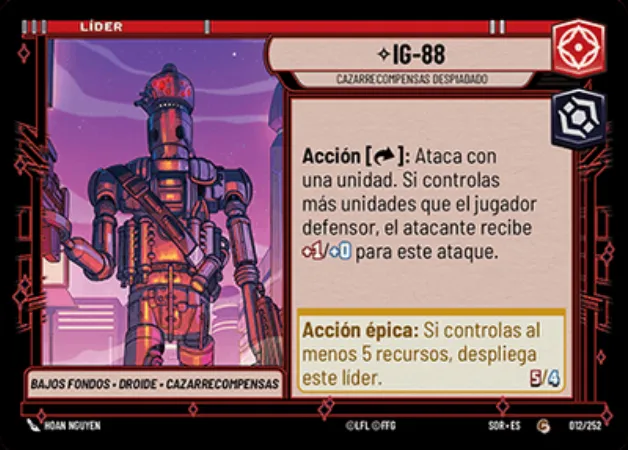 LÍDER
IG-88
CAZARRECOMPENSAS DESPIADADO
Acción [ ]: Ataca con
una unidad. Si controlas
más unidades que el jugador
defensor, el atacante recibe
+1/+0 para este ataque.
Acción épica: Si controlas al
menos 5 recursos, despliega
este líder.
5/4
BAJOS FONDOS • DROIDE • CAZARRECOMPENSAS
HOAN NGUYEN
©LFL ©FFG
SOR • ES
C
012/252